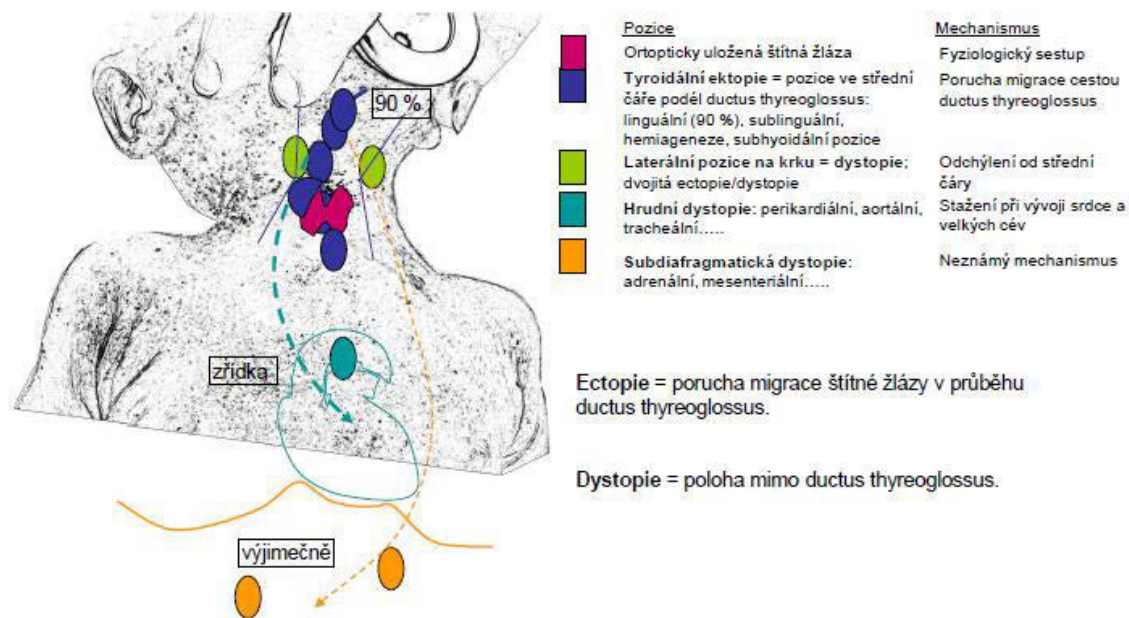 Pozice
Mechanismus
Ortopticky uložená štítná žláza
Fyziologický sestup
Tyroidální ektopie = pozice ve střední
čáře podél ductus thyreoglossus:
linguální (90 %), sublinguální,
hemiageneze, subhyoidální pozice
Porucha migrace cestou
ductus thyreoglossus
Laterální pozice na krku = dystopie;
dvojitá ectopie/dystopie
Odchýlení od střední
čáry
Hrudní dystopie: perikardiální, aortální,
tracheální.....
Stažení při vývoji srdce a
velkých cév
Subdiafragmatická dystopie:
adrenální, mesenteriální.....
Neznámý mechanismus
90 %
zřídka
výjimečně
Ectopie = porucha migrace štítné žlázy v průběhu
ductus thyreoglossus.
Dystopie = poloha mimo ductus thyreoglossus.